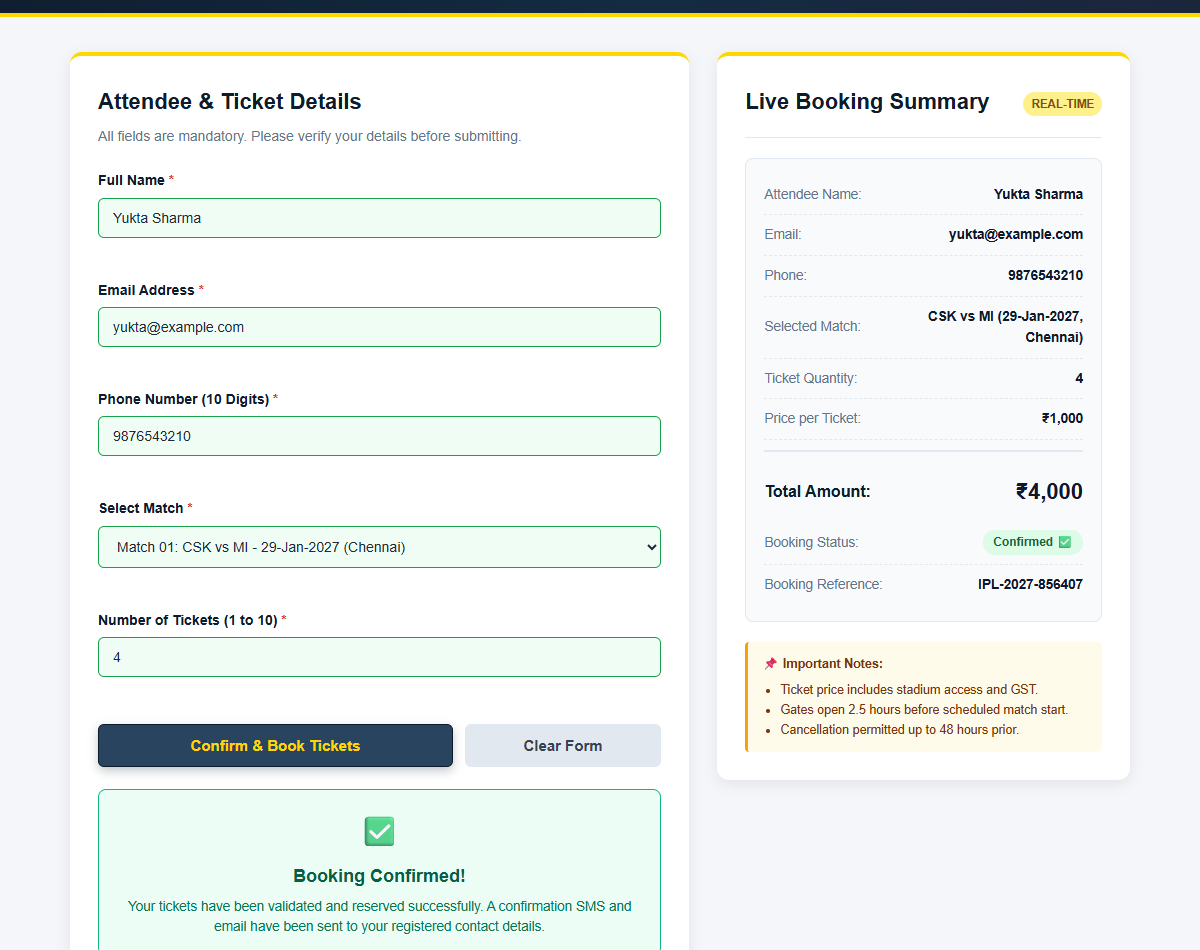 Attendee & Ticket Details
All fields are mandatory. Please verify your details before submitting.
Full Name *
Yukta Sharma
Email Address *
yukta@example.com
Phone Number (10 Digits) *
9876543210
Select Match *
Match 01: CSK vs MI - 29-Jan-2027 (Chennai)
Number of Tickets (1 to 10) *
4
Confirm & Book Tickets
Clear Form
Booking Confirmed!
Your tickets have been validated and reserved successfully. A confirmation SMS and
email have been sent to your registered contact details.
Live Booking Summary
REAL-TIME
Attendee Name: Yukta Sharma
Email: yukta@example.com
Phone: 9876543210
Selected Match: CSK vs MI (29-Jan-2027,
Chennai)
Ticket Quantity: 4
Price per Ticket: ₹1,000
Total Amount: ₹4,000
Booking Status: Confirmed ✅
Booking Reference: IPL-2027-856407
📌 Important Notes:
• Ticket price includes stadium access and GST.
• Gates open 2.5 hours before scheduled match start.
• Cancellation permitted up to 48 hours prior.